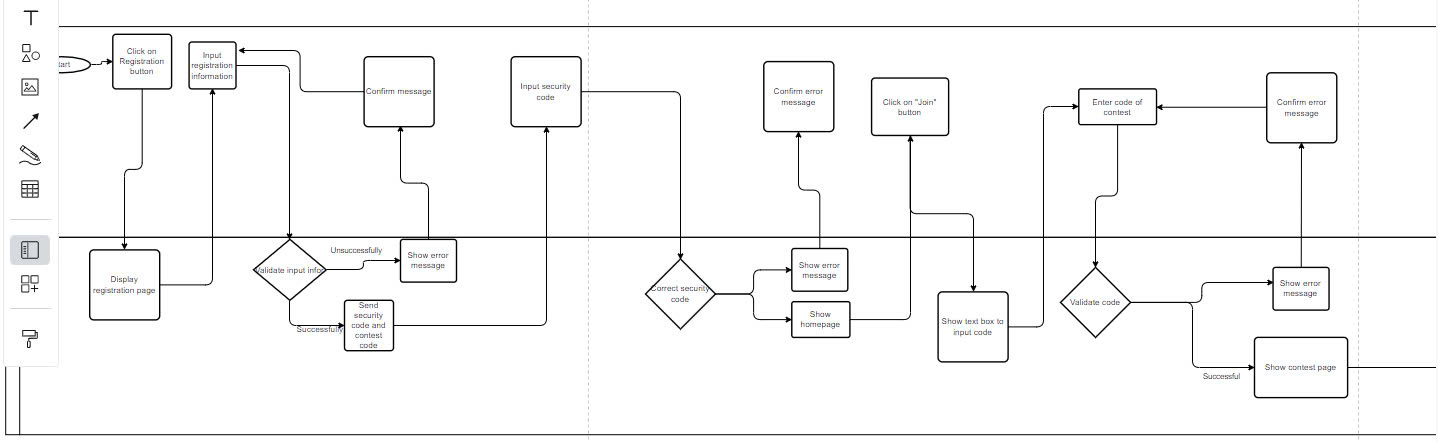 tart
Click on
Registration
button
Input
registration
information
Confirm message
Input security
code
Confirm error
message
Click on "Join"
button
Enter code of
contest
Confirm error
message
Display
registration page
Validate input infor
Unsuccessfully
Show error
message
Successfully
Send
security
code and
contest
code
Correct security
code
Show error
message
Show
homepage
Show text box to
input code
Validate code
Show error
message
Successful
Show contest page